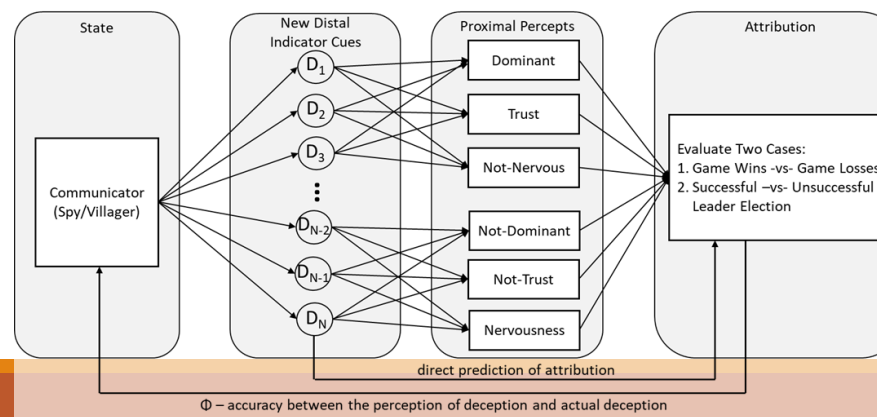 State
New Distal
Indicator Cues
Proximal Percepts
Attribution
Communicator
(Spy/Villager)
D1
D2
D3
DN-2
DN-1
DN
Dominant
Trust
Not-Nervous
Not-Dominant
Not-Trust
Nervousness
Evaluate Two Cases:
1. Game Wins -vs- Game Losses
2. Successful –vs- Unsuccessful
Leader Election
direct prediction of attribution
Φ – accuracy between the perception of deception and actual deception